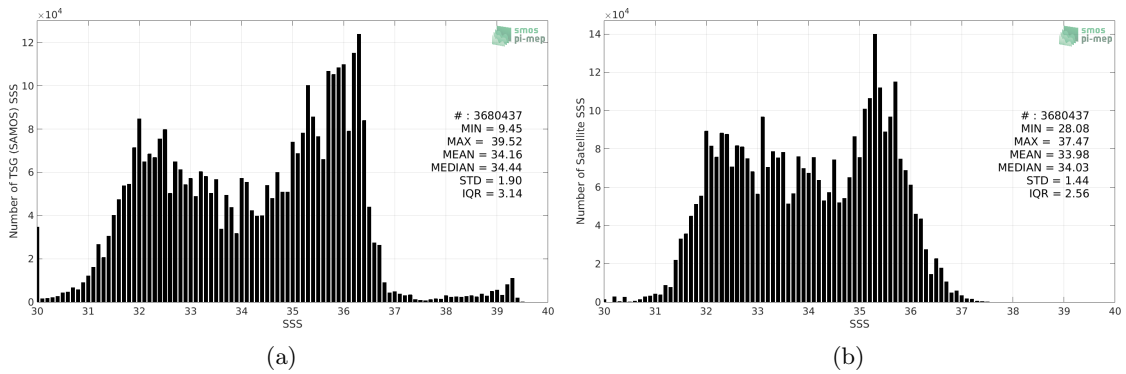 ×10⁴
12
10
8
6
4
2
0
Number of TSG (SAMOS) SSS
smos
pi-mep
# : 3680437
MIN = 9.45
MAX = 39.52
MEAN = 34.16
MEDIAN = 34.44
STD = 1.90
IQR = 3.14
30 31 32 33 34 35 36 37 38 39 40
SSS
(a)
×10⁴
14
12
10
8
6
4
2
0
Number of Satellite SSS
smos
pi-mep
# : 3680437
MIN = 28.08
MAX = 37.47
MEAN = 33.98
MEDIAN = 34.03
STD = 1.44
IQR = 2.56
30 31 32 33 34 35 36 37 38 39 40
SSS
(b)